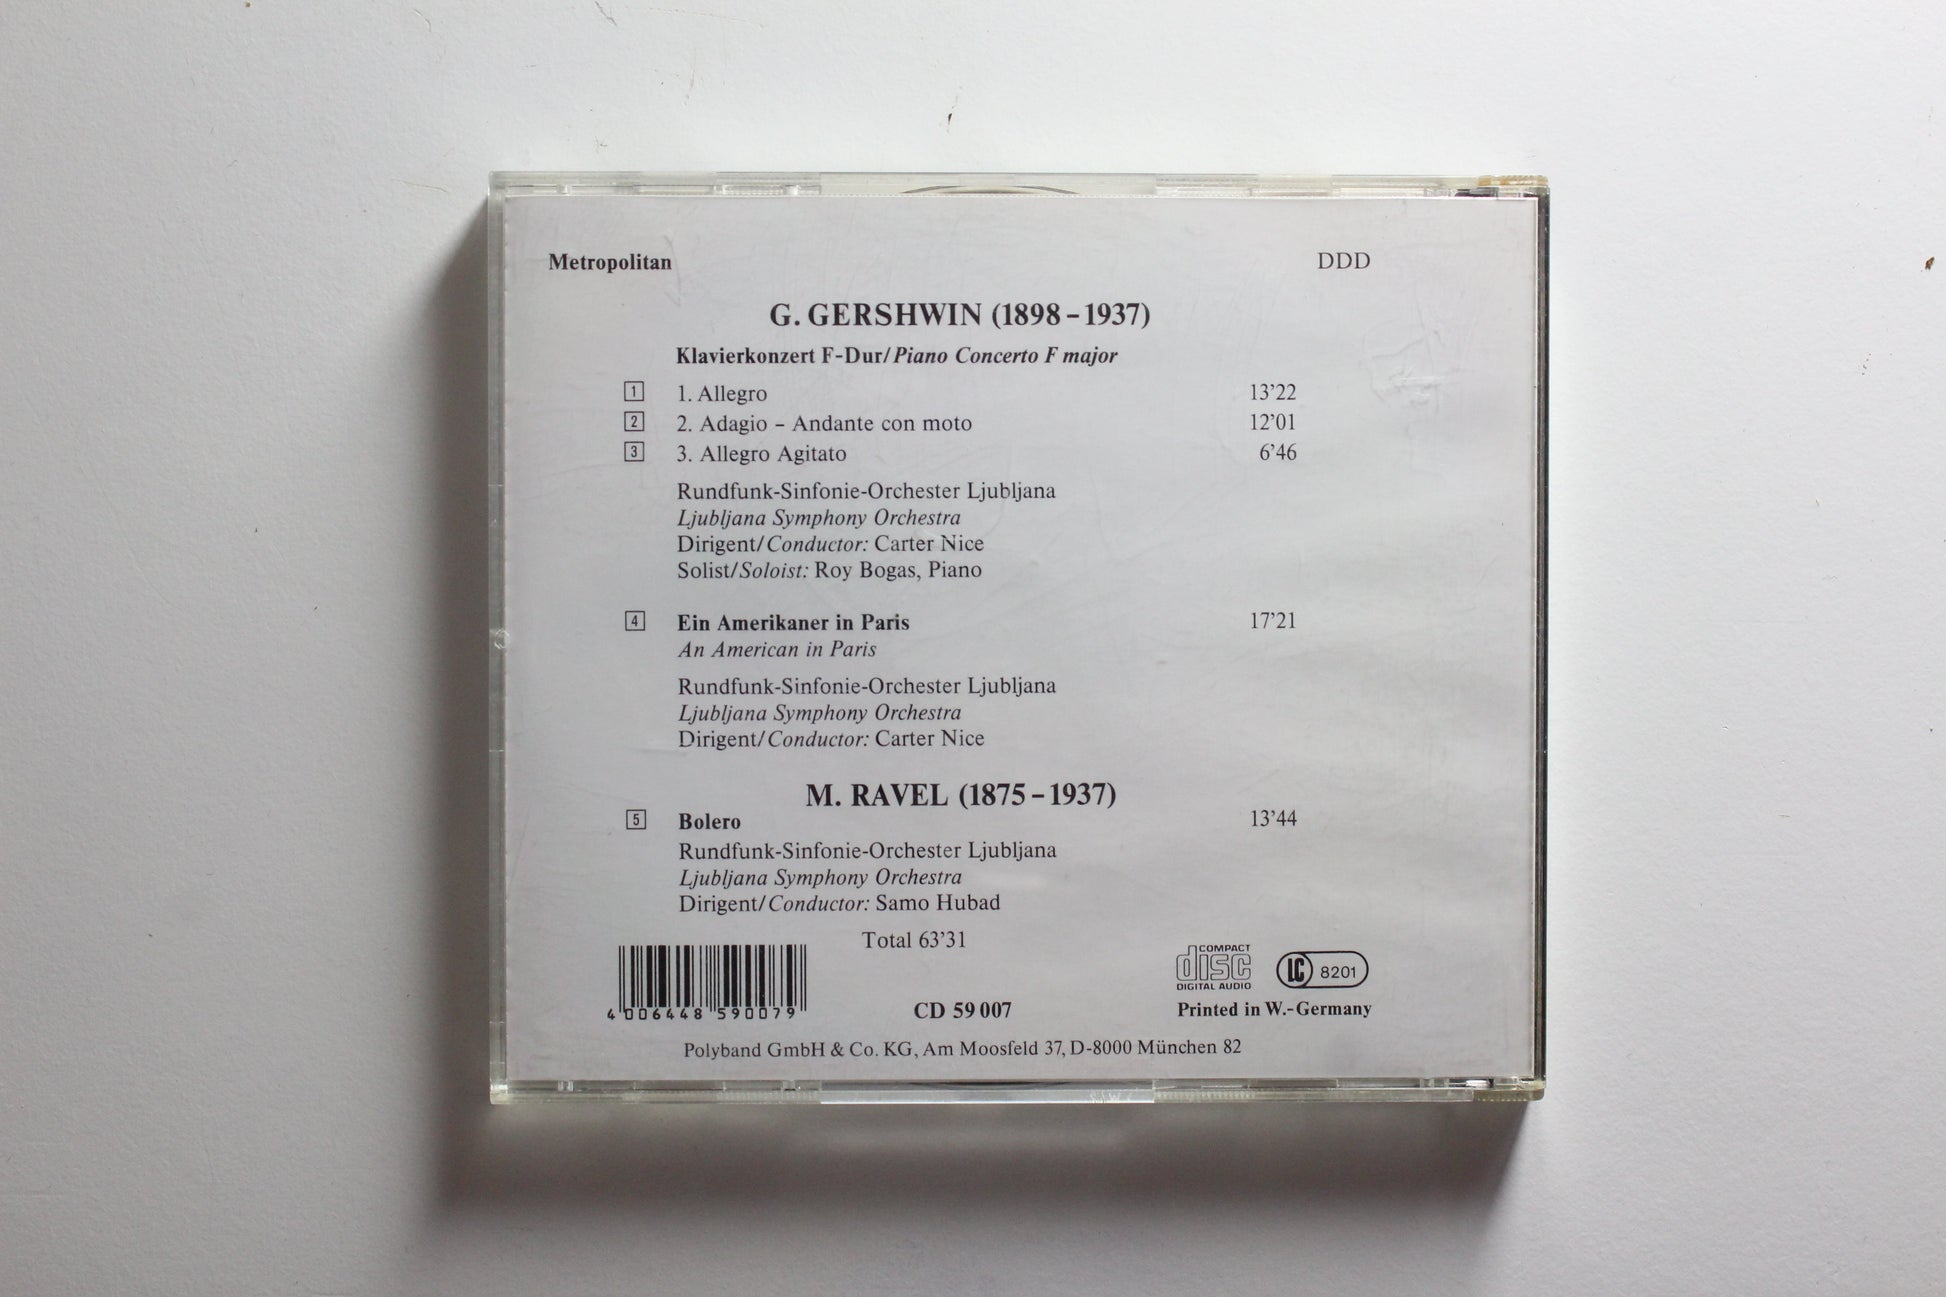 Metropolitan DDD
G. GERSHWIN (1898–1937)
Klavierkonzert F-Dur/Piano Concerto F major
1 1. Allegro 13’22
2 2. Adagio – Andante con moto 12’01
3 3. Allegro Agitato 6’46
Rundfunk-Sinfonie-Orchester Ljubljana
Ljubljana Symphony Orchestra
Dirigent/Conductor: Carter Nice
Solist/Soloist: Roy Bogas, Piano
4 Ein Amerikaner in Paris 17’21
An American in Paris
Rundfunk-Sinfonie-Orchester Ljubljana
Ljubljana Symphony Orchestra
Dirigent/Conductor: Carter Nice
M. RAVEL (1875–1937)
5 Bolero 13’44
Rundfunk-Sinfonie-Orchester Ljubljana
Ljubljana Symphony Orchestra
Dirigent/Conductor: Samo Hubad
Total 63’31
COMPACT
disc
DIGITAL AUDIO
LC 8201
4 006448 590079
CD 59 007
Printed in W.-Germany
Polyband GmbH & Co. KG, Am Moosfeld 37, D-8000 München 82